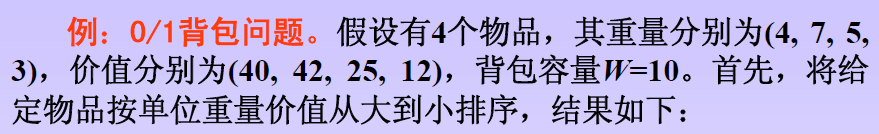 例：0/1背包问题。假设有4个物品，其重量分别为(4, 7, 5,
3)，价值分别为(40, 42, 25, 12)，背包容量W=10。首先，将给
定物品按单位重量价值从大到小排序，结果如下：